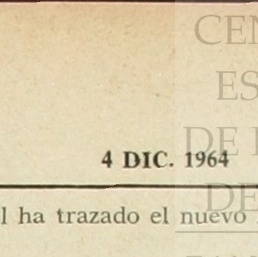 CEN
ES
4 DIC. 1964
DE
l ha trazado el nuevo
DE